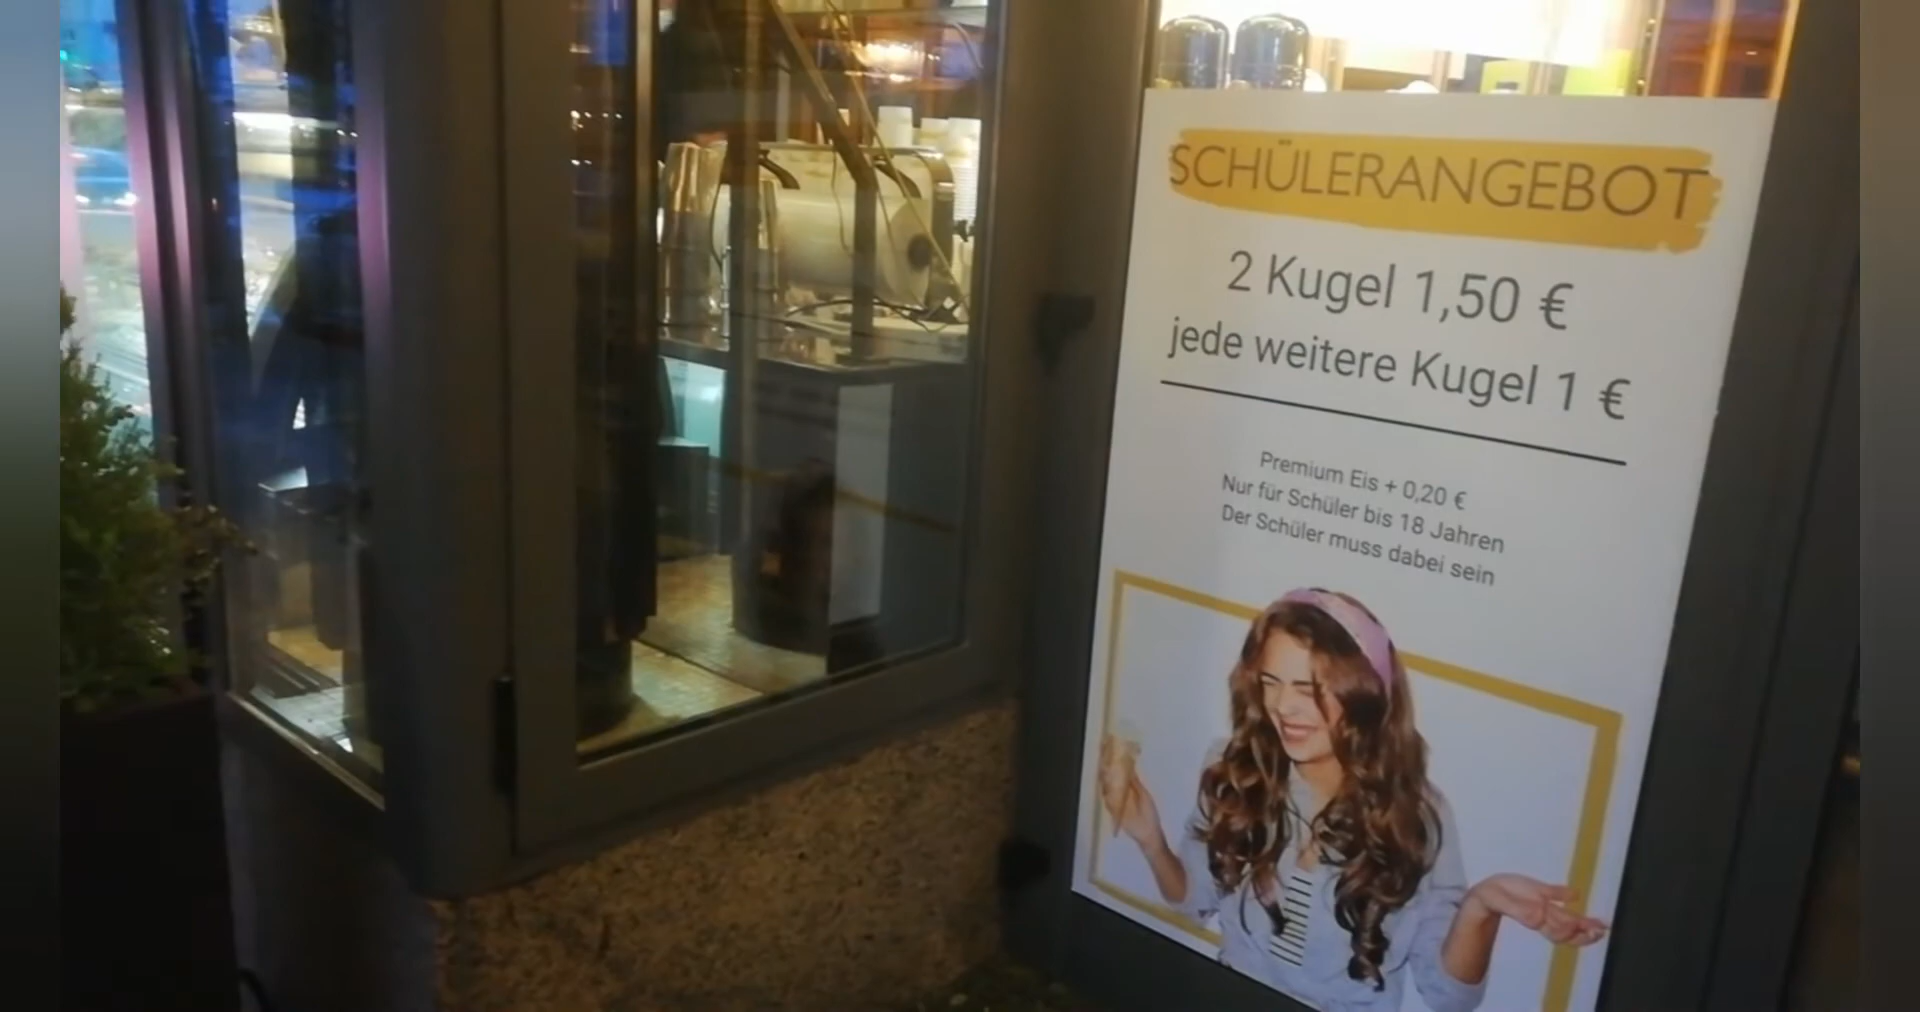 SCHÜLERANGEBOT
2 Kugel 1,50 €
jede weitere Kugel 1 €
Premium Eis + 0,20 €
Nur für Schüler bis 18 Jahren
Der Schüler muss dabei sein